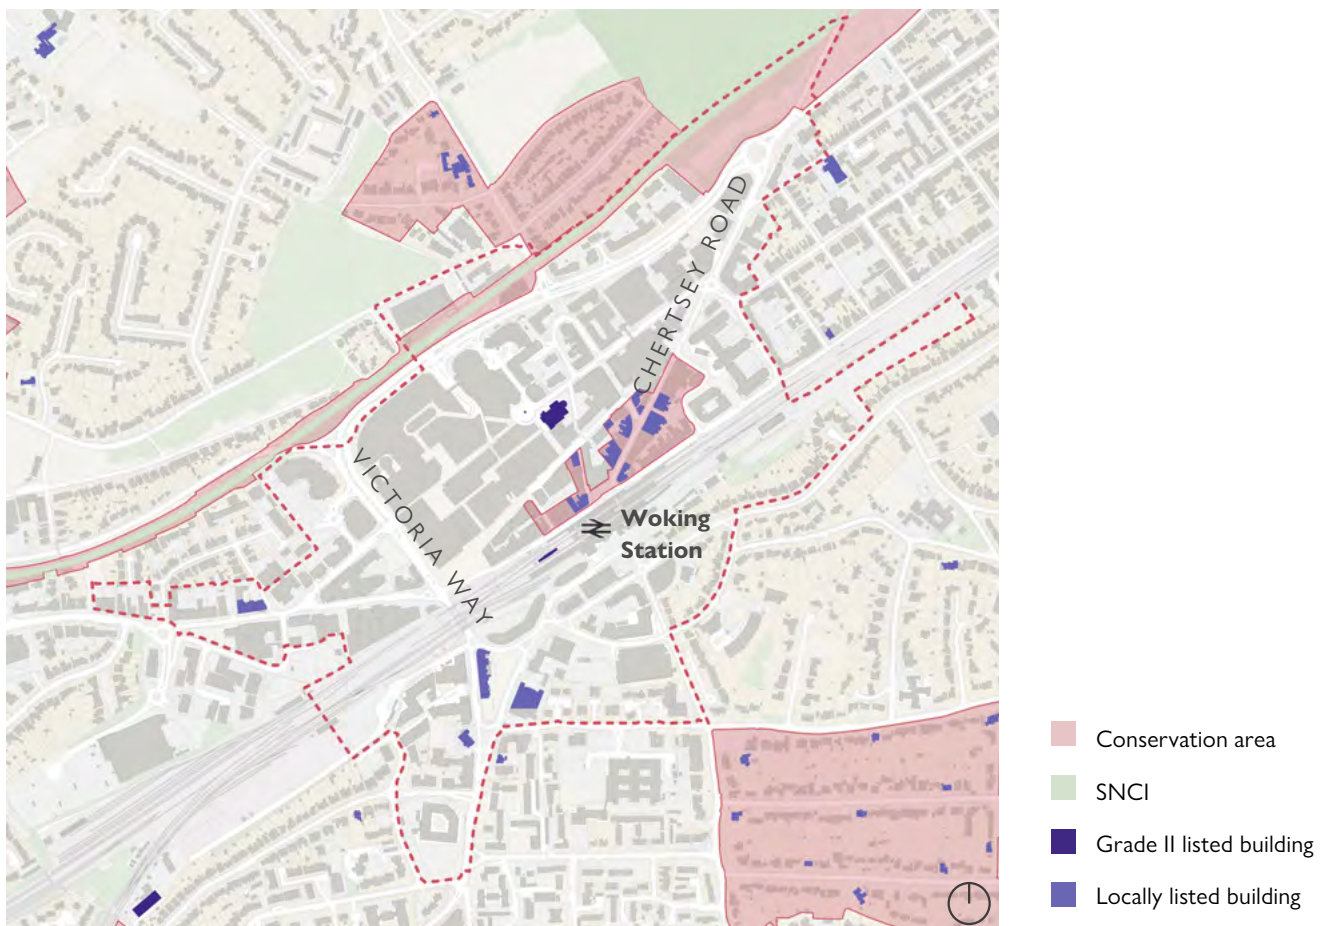 CHERTSEY ROAD
VICTORIA WAY
Woking
Station
Conservation area
SNCI
Grade II listed building
Locally listed building